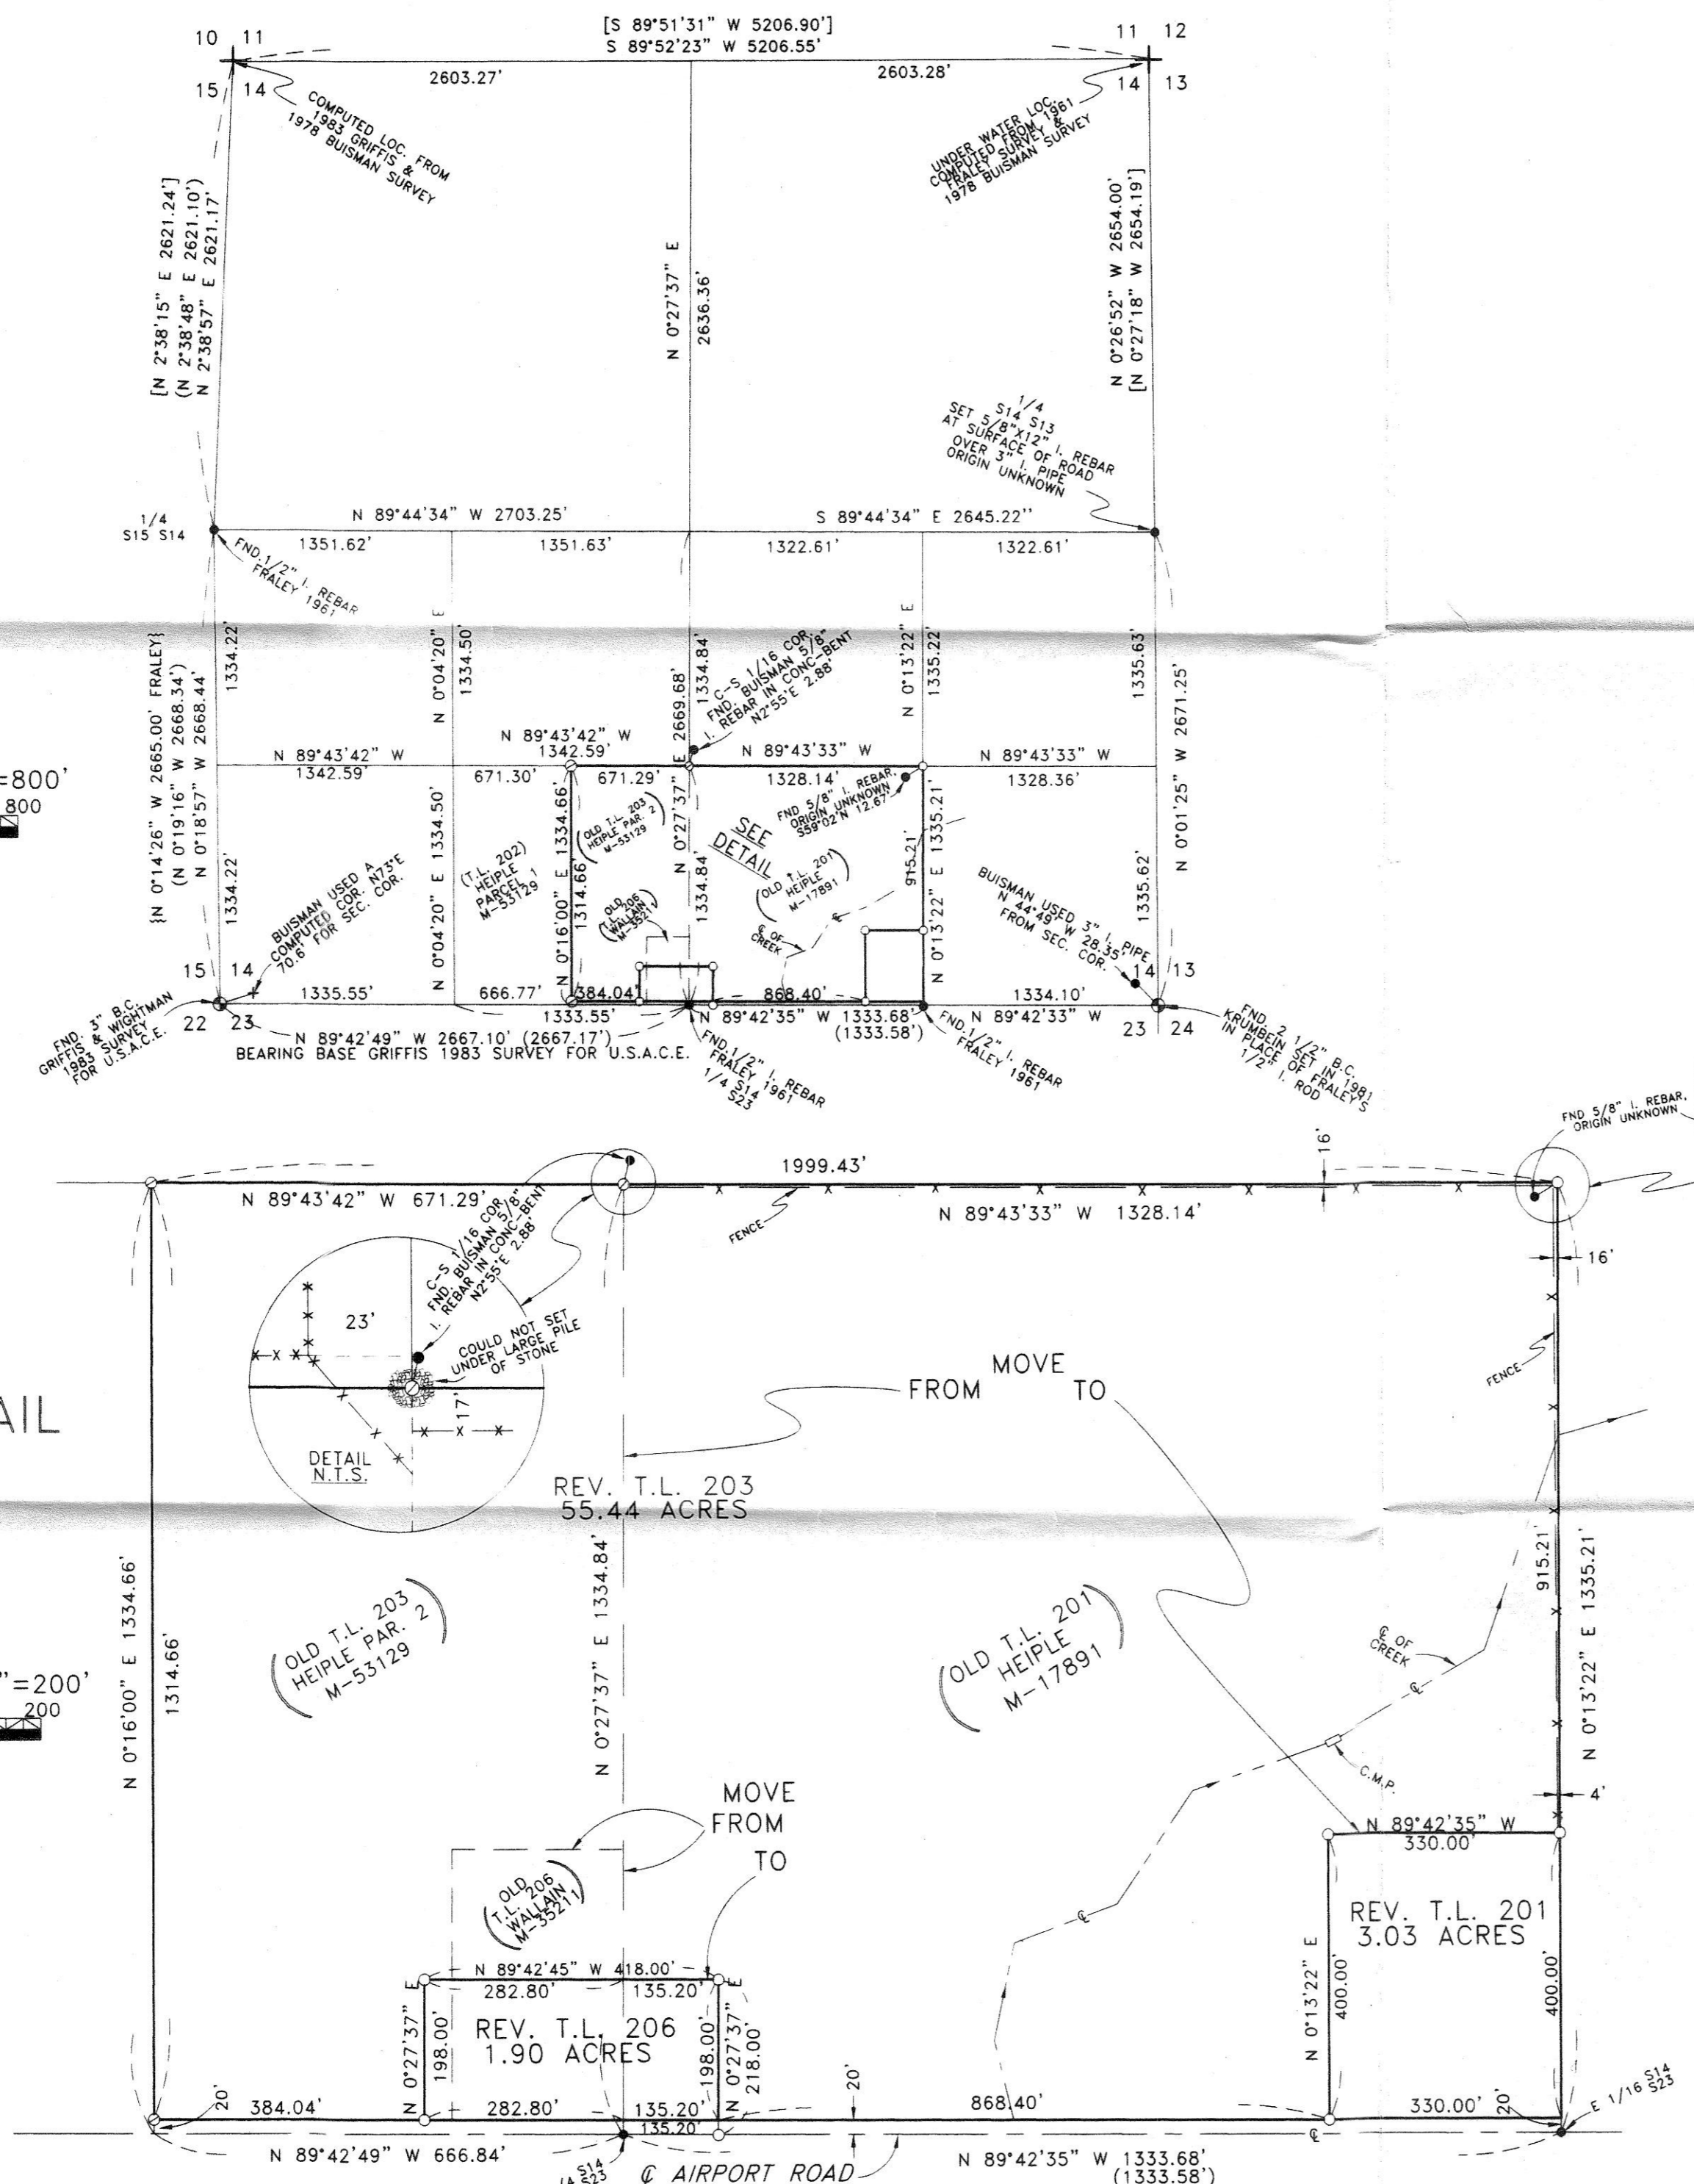 [S 89°51'31" W 5206.90']
S 89°52'23" W 5206.55'
10 11
15 14
11 12
14 13
2603.27'
2603.28'
COMPUTED LOC. FROM
1983 GRIFFIS &
1978 BUISMAN SURVEY
UNDER WATER LOC.
COMPUTED FROM 1961
FRALEY SURVEY &
1978 BUISMAN SURVEY
[N 2°38'15" E 2621.24']
(N 2°38'48" E 2621.10')
N 2°38'57" E 2621.17'
N 0°27'37" E
2636.36'
N 0°26'52" W 2654.00'
[N 0°27'18" W 2654.19']
1/4
S14 S13
SET 5/8"X12" I. REBAR
AT SURFACE OF ROAD
OVER 3" I. PIPE
ORIGIN UNKNOWN
1/4
S15 S14
N 89°44'34" W 2703.25'
S 89°44'34" E 2645.22"
1351.62'
1351.63'
1322.61'
1322.61'
FND.1/2" I. REBAR
FRALEY 1961
{N 0°14'26" W 2665.00' FRALEY}
(N 0°19'16" W 2668.34')
N 0°18'57" W 2668.44'
1334.22'
N 0°04'20" E
1334.50'
1334.84'
N 0°27'37" E 2669.68'
C-S 1/16 COR
FND. BUISMAN 5/8"
I. REBAR IN CONC-BENT
N2°55'E 2.88'
N 0°13'22" E
1335.22'
1335.63'
N 0°01'25" W 2671.25'
=800'
800
N 89°43'42" W
1342.59'
N 89°43'42" W
1342.59'
671.30'
671.29'
N 89°43'33" W
1328.14'
N 89°43'33" W
1328.36'
FND 5/8" I. REBAR,
ORIGIN UNKNOWN
S59°02'N 12.67'
1334.22'
N 0°04'20" E 1334.50'
(T.L. 202)
HEIPLE
PARCEL 1
M-53129
N 0°16'00" E 1334.66'
1314.66'
(OLD T.L. 203
HEIPLE PAR. 2
M-53129)
(OLD
T.L. 206
WALLAIN
M-35211)
1334.84'
SEE
DETAIL
(OLD T.L. 201
HEIPLE
M-17891)
℄ OF
CREEK
℄
915.21'
N 0°13'22" E 1335.21'
1335.62'
BUISMAN USED A
COMPUTED COR. N73°E
70.6' FOR SEC. COR.
BUISMAN USED 3" I. PIPE
N 44°49' W 28.35'
FROM SEC. COR.
15 14
22 23
14 13
23 24
1335.55'
666.77'
384.04'
868.40'
1334.10'
1333.55'
N 89°42'35" W 1333.68'
(1333.58')
N 89°42'33" W
N 89°42'49" W 2667.10' (2667.17')
BEARING BASE GRIFFIS 1983 SURVEY FOR U.S.A.C.E.
FND. 3" B.C.
GRIFFIS & WIGHTMAN
1983 SURVEY
FOR U.S.A.C.E.
FND.1/2" I. REBAR
FRALEY 1961
1/4 S14
S23
FND.1/2" I. REBAR
FRALEY 1961
FND. 2 1/2" B.C.
KRUMBEIN SET IN 1981
IN PLACE OF FRALEY'S
1/2" I. ROD
FND 5/8" I. REBAR,
ORIGIN UNKNOWN
1999.43'
16'
N 89°43'42" W 671.29'
N 89°43'33" W 1328.14'
FENCE
C-S 1/16 COR
FND. BUISMAN 5/8"
I. REBAR IN CONC-BENT
N2°55'E 2.88'
16'
23'
COULD NOT SET
UNDER LARGE PILE
OF STONE
17'
DETAIL
N.T.S.
FENCE
MOVE
FROM TO
AIL
REV. T.L. 203
55.44 ACRES
N 0°16'00" E 1334.66'
1314.66'
(OLD T.L. 203
HEIPLE PAR. 2
M-53129)
N 0°27'37" E 1334.84'
(OLD T.L. 201
HEIPLE
M-17891)
915.21'
N 0°13'22" E 1335.21'
℄ OF
CREEK
℄
C.M.P.
"=200'
200
4'
MOVE
FROM
TO
(OLD
T.L. 206
WALLAIN
M-35211)
℄
N 89°42'35" W
330.00'
REV. T.L. 201
3.03 ACRES
N 0°13'22" E
400.00'
400.00'
N 89°42'45" W 418.00'
282.80'
135.20'
N 0°27'37" E
198.00'
REV. T.L. 206
1.90 ACRES
198.00'
N 0°27'37" E
218.00'
20'
384.04'
282.80'
135.20'
135.20'
20'
868.40'
330.00'
20'
E 1/16 S14
S23
N 89°42'49" W 666.84'
S14
/4 S23
℄ AIRPORT ROAD
℄
N 89°42'35" W 1333.68'
(1333.58')